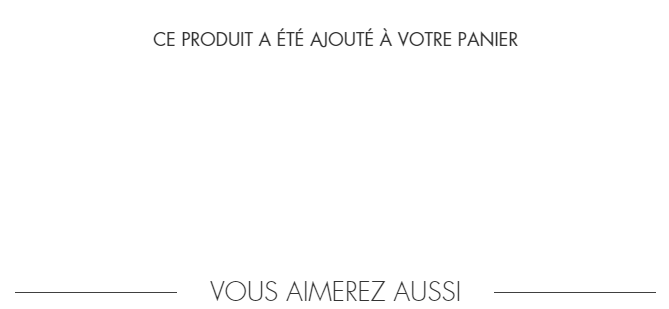 CE PRODUIT A ÉTÉ AJOUTÉ À VOTRE PANIER
VOUS AIMEREZ AUSSI